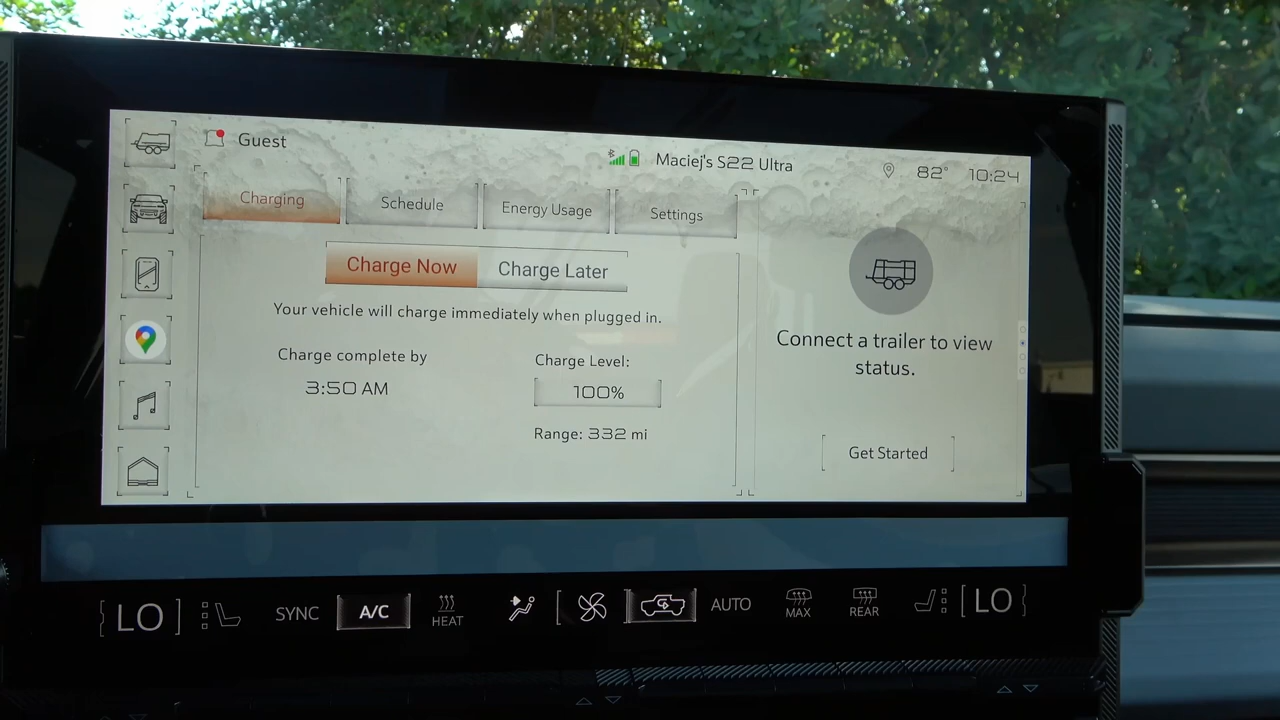 Guest
Maciej's S22 Ultra
82° 10:24
Charging
Schedule
Energy Usage
Settings
Charge Now
Charge Later
Your vehicle will charge immediately when plugged in.
Charge complete by
3:50 AM
Charge Level:
100%
Range: 332 mi
Connect a trailer to view
status.
Get Started
LO
SYNC
A/C
HEAT
AUTO
MAX
REAR
LO